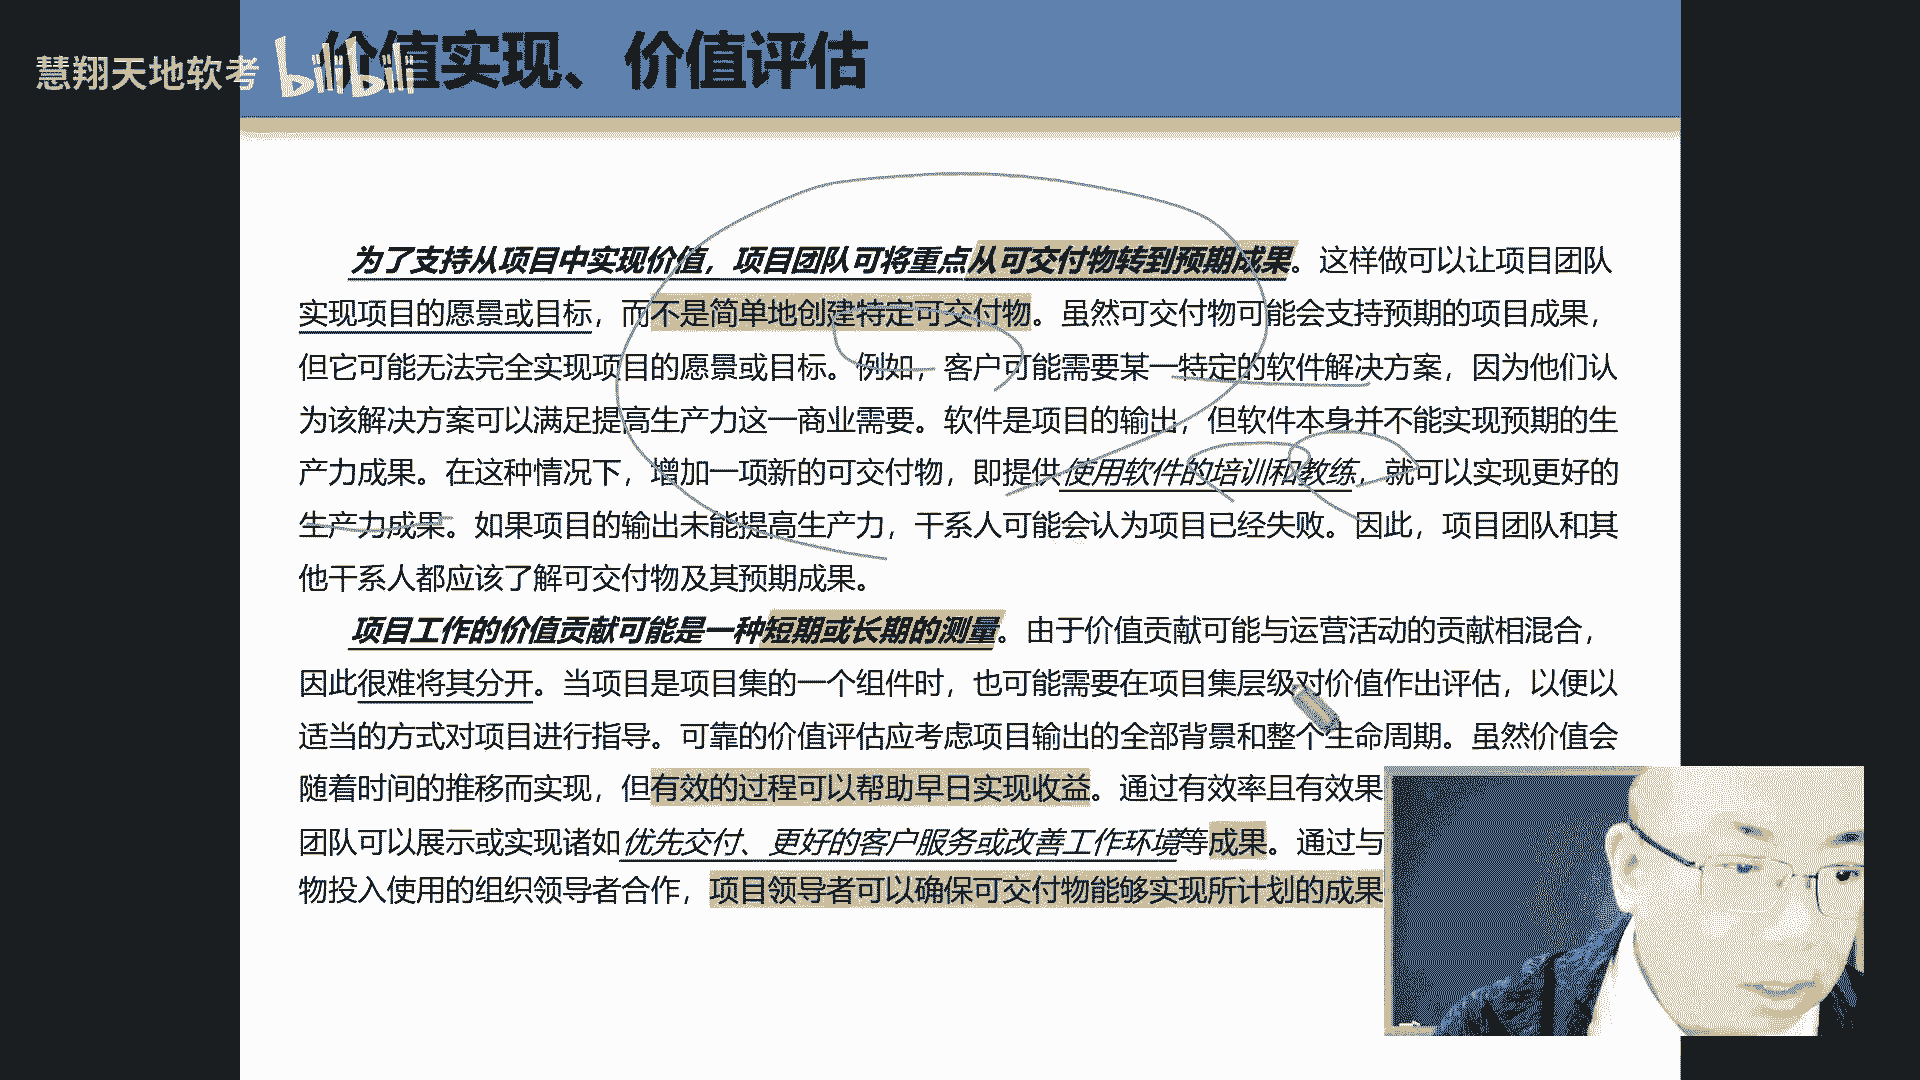 慧翔天地软考 bilibili
价值实现、价值评估
为了支持从项目中实现价值，项目团队可将重点从可交付物转到预期成果。这样做可以让项目团队
实现项目的愿景或目标，而不是简单地创建特定可交付物。虽然可交付物可能会支持预期的项目成果，
但它可能无法完全实现项目的愿景或目标。例如，客户可能需要某一特定的软件解决方案，因为他们认
为该解决方案可以满足提高生产力这一商业需要。软件是项目的输出，但软件本身并不能实现预期的生
产力成果。在这种情况下，增加一项新的可交付物，即提供使用软件的培训和教练，就可以实现更好的
生产力成果。如果项目的输出未能提高生产力，干系人可能会认为项目已经失败。因此，项目团队和其
他干系人都应该了解可交付物及其预期成果。
项目工作的价值贡献可能是一种短期或长期的测量。由于价值贡献可能与运营活动的贡献相混合，
因此很难将其分开。当项目是项目集的一个组件时，也可能需要在项目集层级对价值作出评估，以便以
适当的方式对项目进行指导。可靠的价值评估应考虑项目输出的全部背景和整个生命周期。虽然价值会
随着时间的推移而实现，但有效的过程可以帮助早日实现收益。通过有效率且有效果
团队可以展示或实现诸如优先交付、更好的客户服务或改善工作环境等成果。通过与
物投入使用的组织领导者合作，项目领导者可以确保可交付物能够实现所计划的成果